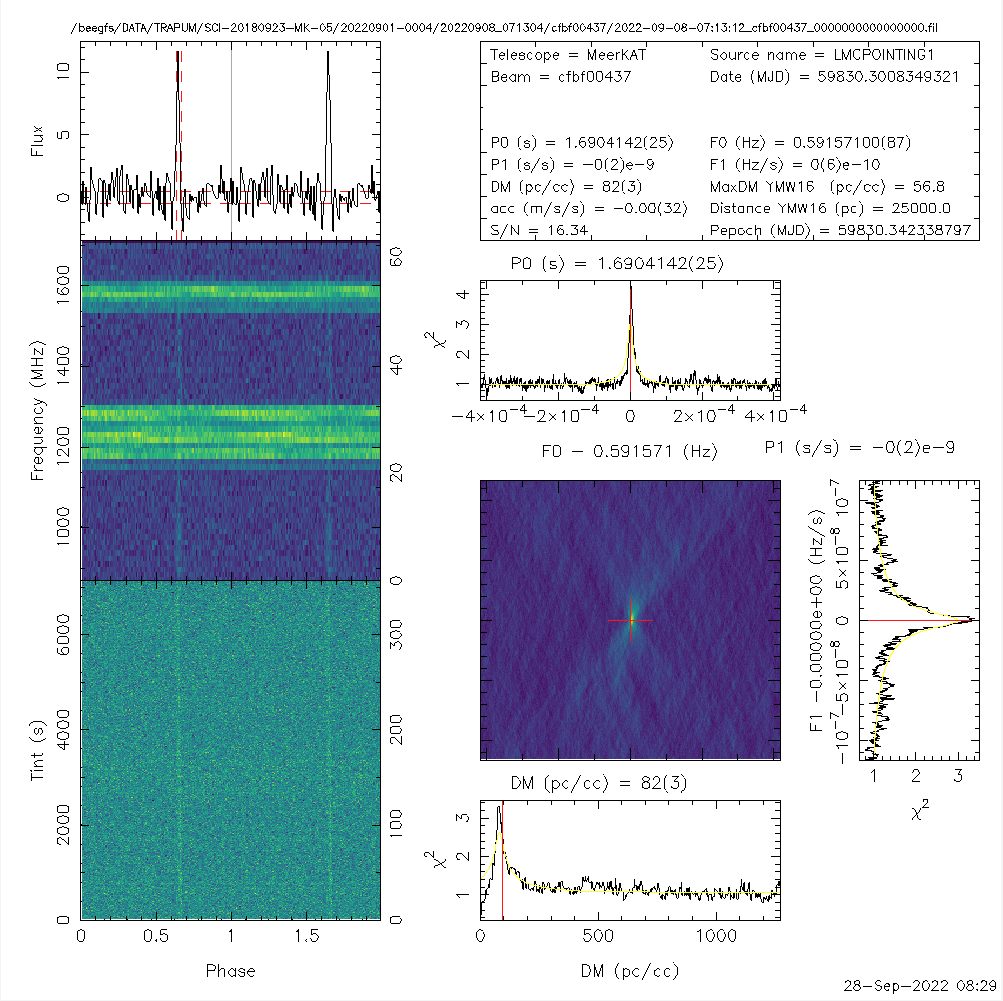 /beegfs/DATA/TRAPUM/SCI-20180923-MK-05/20220901-0004/20220908_071304/cfbf00437/2022-09-08-07:13:12_cfbf00437_0000000000000000.fil
Telescope = MeerKAT
Source name = LMCPOINTING1
Beam = cfbf00437
Date (MJD) = 59830.3008349321
P0 (s) = 1.6904142(25)
F0 (Hz) = 0.59157100(87)
P1 (s/s) = -0(2)e-9
F1 (Hz/s) = 0(6)e-10
DM (pc/cc) = 82(3)
MaxDM YMW16 (pc/cc) = 56.8
acc (m/s/s) = -0.00(32)
Distance YMW16 (pc) = 25000.0
S/N = 16.34
Pepoch (MJD) = 59830.342338797
Flux
10
5
0
Frequency (MHz)
1600
1400
1200
1000
60
40
20
0
Tint (s)
6000
4000
2000
0
300
200
100
0
0 0.5 1 1.5
Phase
P0 (s) = 1.6904142(25)
χ²
4
3
2
1
−4×10⁻⁴ −2×10⁻⁴ 0 2×10⁻⁴ 4×10⁻⁴
F0 − 0.591571 (Hz)
P1 (s/s) = −0(2)e−9
F1 −0.00000e+00 (Hz/s)
10⁻⁷
5×10⁻⁸
0
−5×10⁻⁸
−10⁻⁷
1 2 3
χ²
DM (pc/cc) = 82(3)
χ²
3
2
1
0 500 1000
DM (pc/cc)
28-Sep-2022 08:29